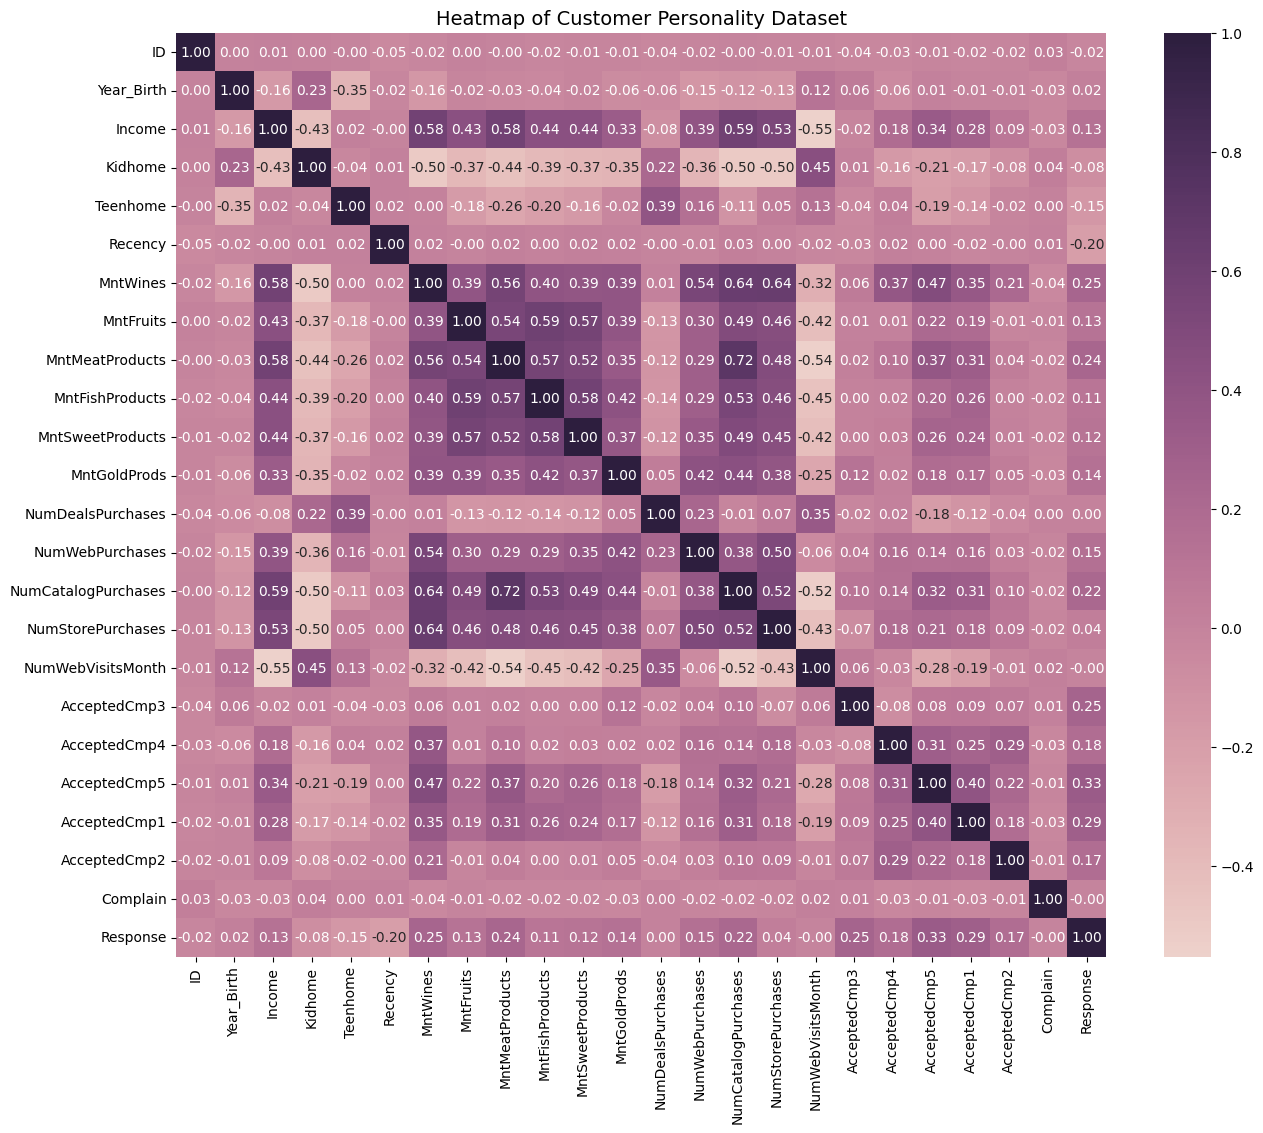 Heatmap of Customer Personality Dataset
ID 1.00 0.00 0.01 0.00 -0.00 -0.05 -0.02 0.00 -0.00 -0.02 -0.01 -0.01 -0.04 -0.02 -0.00 -0.01 -0.01 -0.04 -0.03 -0.01 -0.02 -0.02 0.03 -0.02
Year_Birth 0.00 1.00 -0.16 0.23 -0.35 -0.02 -0.16 -0.02 -0.03 -0.04 -0.02 -0.06 -0.06 -0.15 -0.12 -0.13 0.12 0.06 -0.06 0.01 -0.01 -0.01 -0.03 0.02
Income 0.01 -0.16 1.00 -0.43 0.02 -0.00 0.58 0.43 0.58 0.44 0.44 0.33 -0.08 0.39 0.59 0.53 -0.55 -0.02 0.18 0.34 0.28 0.09 -0.03 0.13
Kidhome 0.00 0.23 -0.43 1.00 -0.04 0.01 -0.50 -0.37 -0.44 -0.39 -0.37 -0.35 0.22 -0.36 -0.50 -0.50 0.45 0.01 -0.16 -0.21 -0.17 -0.08 0.04 -0.08
Teenhome -0.00 -0.35 0.02 -0.04 1.00 0.02 0.00 -0.18 -0.26 -0.20 -0.16 -0.02 0.39 0.16 -0.11 0.05 0.13 -0.04 0.04 -0.19 -0.14 -0.02 0.00 -0.15
Recency -0.05 -0.02 -0.00 0.01 0.02 1.00 0.02 -0.00 0.02 0.00 0.02 0.02 -0.00 -0.01 0.03 0.00 -0.02 -0.03 0.02 0.00 -0.02 -0.00 0.01 -0.20
MntWines -0.02 -0.16 0.58 -0.50 0.00 0.02 1.00 0.39 0.56 0.40 0.39 0.39 0.01 0.54 0.64 0.64 -0.32 0.06 0.37 0.47 0.35 0.21 -0.04 0.25
MntFruits 0.00 -0.02 0.43 -0.37 -0.18 -0.00 0.39 1.00 0.54 0.59 0.57 0.39 -0.13 0.30 0.49 0.46 -0.42 0.01 0.01 0.22 0.19 -0.01 -0.01 0.13
MntMeatProducts -0.00 -0.03 0.58 -0.44 -0.26 0.02 0.56 0.54 1.00 0.57 0.52 0.35 -0.12 0.29 0.72 0.48 -0.54 0.02 0.10 0.37 0.31 0.04 -0.02 0.24
MntFishProducts -0.02 -0.04 0.44 -0.39 -0.20 0.00 0.40 0.59 0.57 1.00 0.58 0.42 -0.14 0.29 0.53 0.46 -0.45 0.00 0.02 0.20 0.26 0.00 -0.02 0.11
MntSweetProducts -0.01 -0.02 0.44 -0.37 -0.16 0.02 0.39 0.57 0.52 0.58 1.00 0.37 -0.12 0.35 0.49 0.45 -0.42 0.00 0.03 0.26 0.24 0.01 -0.02 0.12
MntGoldProds -0.01 -0.06 0.33 -0.35 -0.02 0.02 0.39 0.39 0.35 0.42 0.37 1.00 0.05 0.42 0.44 0.38 -0.25 0.12 0.02 0.18 0.17 0.05 -0.03 0.14
NumDealsPurchases -0.04 -0.06 -0.08 0.22 0.39 -0.00 0.01 -0.13 -0.12 -0.14 -0.12 0.05 1.00 0.23 -0.01 0.07 0.35 -0.02 0.02 -0.18 -0.12 -0.04 0.00 0.00
NumWebPurchases -0.02 -0.15 0.39 -0.36 0.16 -0.01 0.54 0.30 0.29 0.29 0.35 0.42 0.23 1.00 0.38 0.50 -0.06 0.04 0.16 0.14 0.16 0.03 -0.02 0.15
NumCatalogPurchases -0.00 -0.12 0.59 -0.50 -0.11 0.03 0.64 0.49 0.72 0.53 0.49 0.44 -0.01 0.38 1.00 0.52 -0.52 0.10 0.14 0.32 0.31 0.10 -0.02 0.22
NumStorePurchases -0.01 -0.13 0.53 -0.50 0.05 0.00 0.64 0.46 0.48 0.46 0.45 0.38 0.07 0.50 0.52 1.00 -0.43 -0.07 0.18 0.21 0.18 0.09 -0.02 0.04
NumWebVisitsMonth -0.01 0.12 -0.55 0.45 0.13 -0.02 -0.32 -0.42 -0.54 -0.45 -0.42 -0.25 0.35 -0.06 -0.52 -0.43 1.00 0.06 -0.03 -0.28 -0.19 -0.01 0.02 -0.00
AcceptedCmp3 -0.04 0.06 -0.02 0.01 -0.04 -0.03 0.06 0.01 0.02 0.00 0.00 0.12 -0.02 0.04 0.10 -0.07 0.06 1.00 -0.08 0.08 0.09 0.07 0.01 0.25
AcceptedCmp4 -0.03 -0.06 0.18 -0.16 0.04 0.02 0.37 0.01 0.10 0.02 0.03 0.02 0.02 0.16 0.14 0.18 -0.03 -0.08 1.00 0.31 0.25 0.29 -0.03 0.18
AcceptedCmp5 -0.01 0.01 0.34 -0.21 -0.19 0.00 0.47 0.22 0.37 0.20 0.26 0.18 -0.18 0.14 0.32 0.21 -0.28 0.08 0.31 1.00 0.40 0.22 -0.01 0.33
AcceptedCmp1 -0.02 -0.01 0.28 -0.17 -0.14 -0.02 0.35 0.19 0.31 0.26 0.24 0.17 -0.12 0.16 0.31 0.18 -0.19 0.09 0.25 0.40 1.00 0.18 -0.03 0.29
AcceptedCmp2 -0.02 -0.01 0.09 -0.08 -0.02 -0.00 0.21 -0.01 0.04 0.00 0.01 0.05 -0.04 0.03 0.10 0.09 -0.01 0.07 0.29 0.22 0.18 1.00 -0.01 0.17
Complain 0.03 -0.03 -0.03 0.04 0.00 0.01 -0.04 -0.01 -0.02 -0.02 -0.02 -0.03 0.00 -0.02 -0.02 -0.02 0.02 0.01 -0.03 -0.01 -0.03 -0.01 1.00 -0.00
Response -0.02 0.02 0.13 -0.08 -0.15 -0.20 0.25 0.13 0.24 0.11 0.12 0.14 0.00 0.15 0.22 0.04 -0.00 0.25 0.18 0.33 0.29 0.17 -0.00 1.00
ID Year_Birth Income Kidhome Teenhome Recency MntWines MntFruits MntMeatProducts MntFishProducts MntSweetProducts MntGoldProds NumDealsPurchases NumWebPurchases NumCatalogPurchases NumStorePurchases NumWebVisitsMonth AcceptedCmp3 AcceptedCmp4 AcceptedCmp5 AcceptedCmp1 AcceptedCmp2 Complain Response
1.0
0.8
0.6
0.4
0.2
0.0
−0.2
−0.4